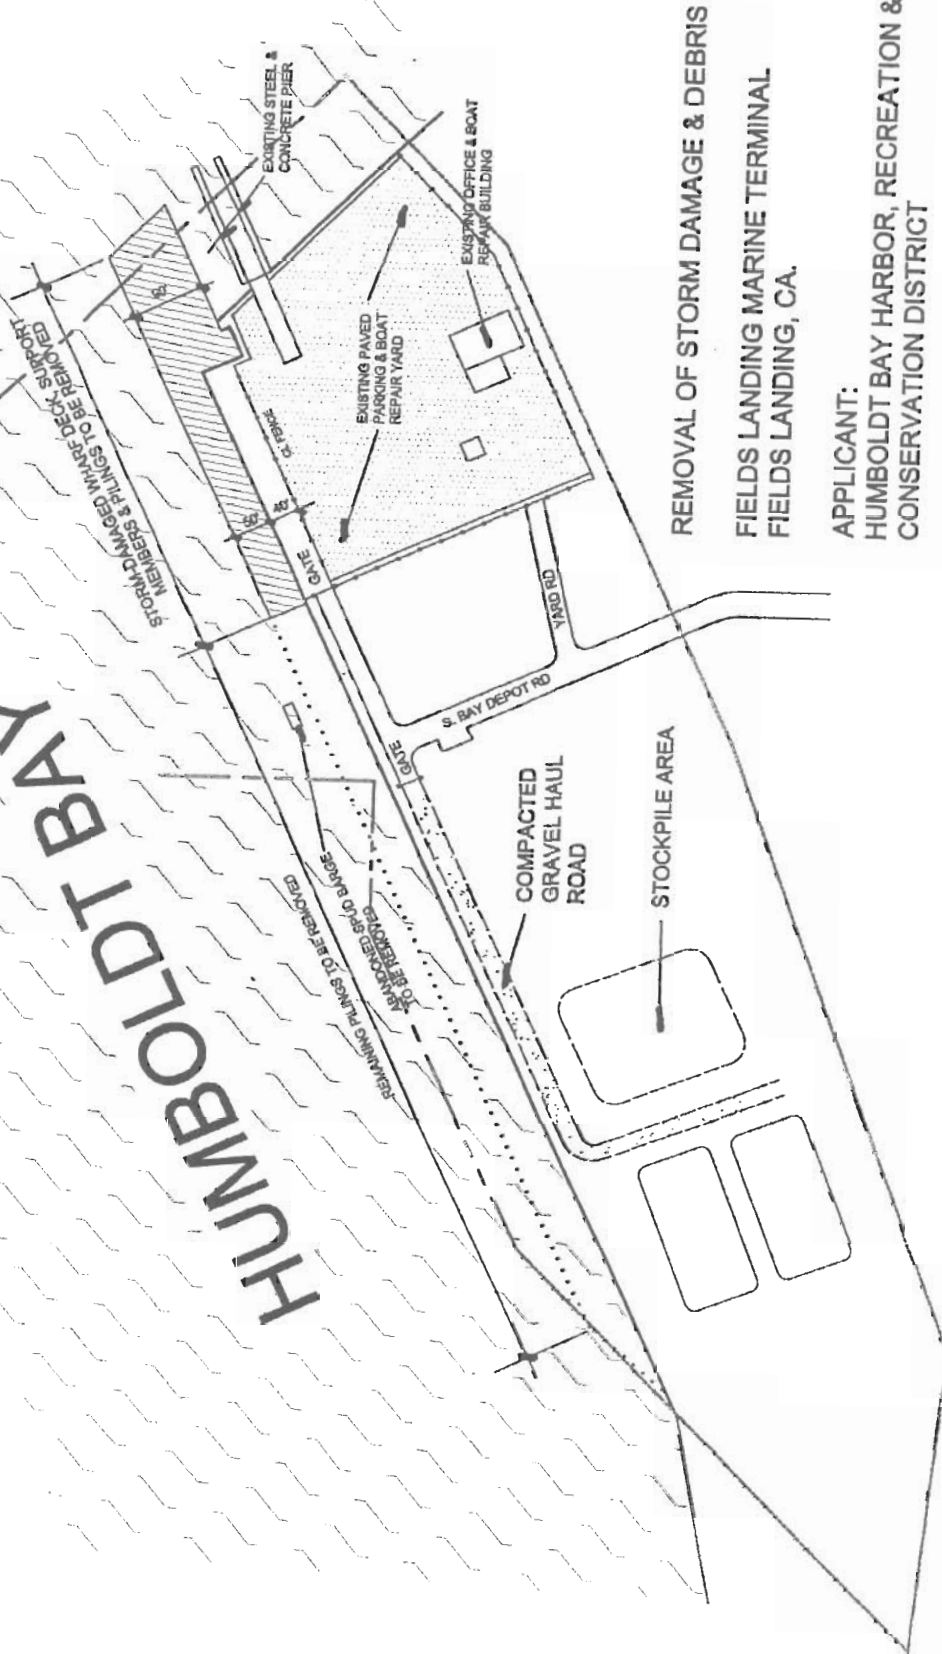 HUMBOLDT BAY
STORM-DAMAGED WHARF DECK, SUPPORT
MEMBERS & PILINGS TO BE REMOVED
EXISTING STEEL &
CONCRETE PIER
EXISTING PAVED
PARKING & BOAT
REPAIR YARD
EXISTING OFFICE & BOAT
REPAIR BUILDING
FENCE
GATE
YARD RD
S. BAY DEPOT RD
GATE
REMAINING PILINGS TO BE REMOVED
ABANDONED SPUD BARGE
TO BE REMOVED
COMPACTED
GRAVEL HAUL
ROAD
STOCKPILE AREA
REMOVAL OF STORM DAMAGE & DEBRIS
FIELDS LANDING MARINE TERMINAL
FIELDS LANDING, CA.
APPLICANT:
HUMBOLDT BAY HARBOR, RECREATION &
CONSERVATION DISTRICT